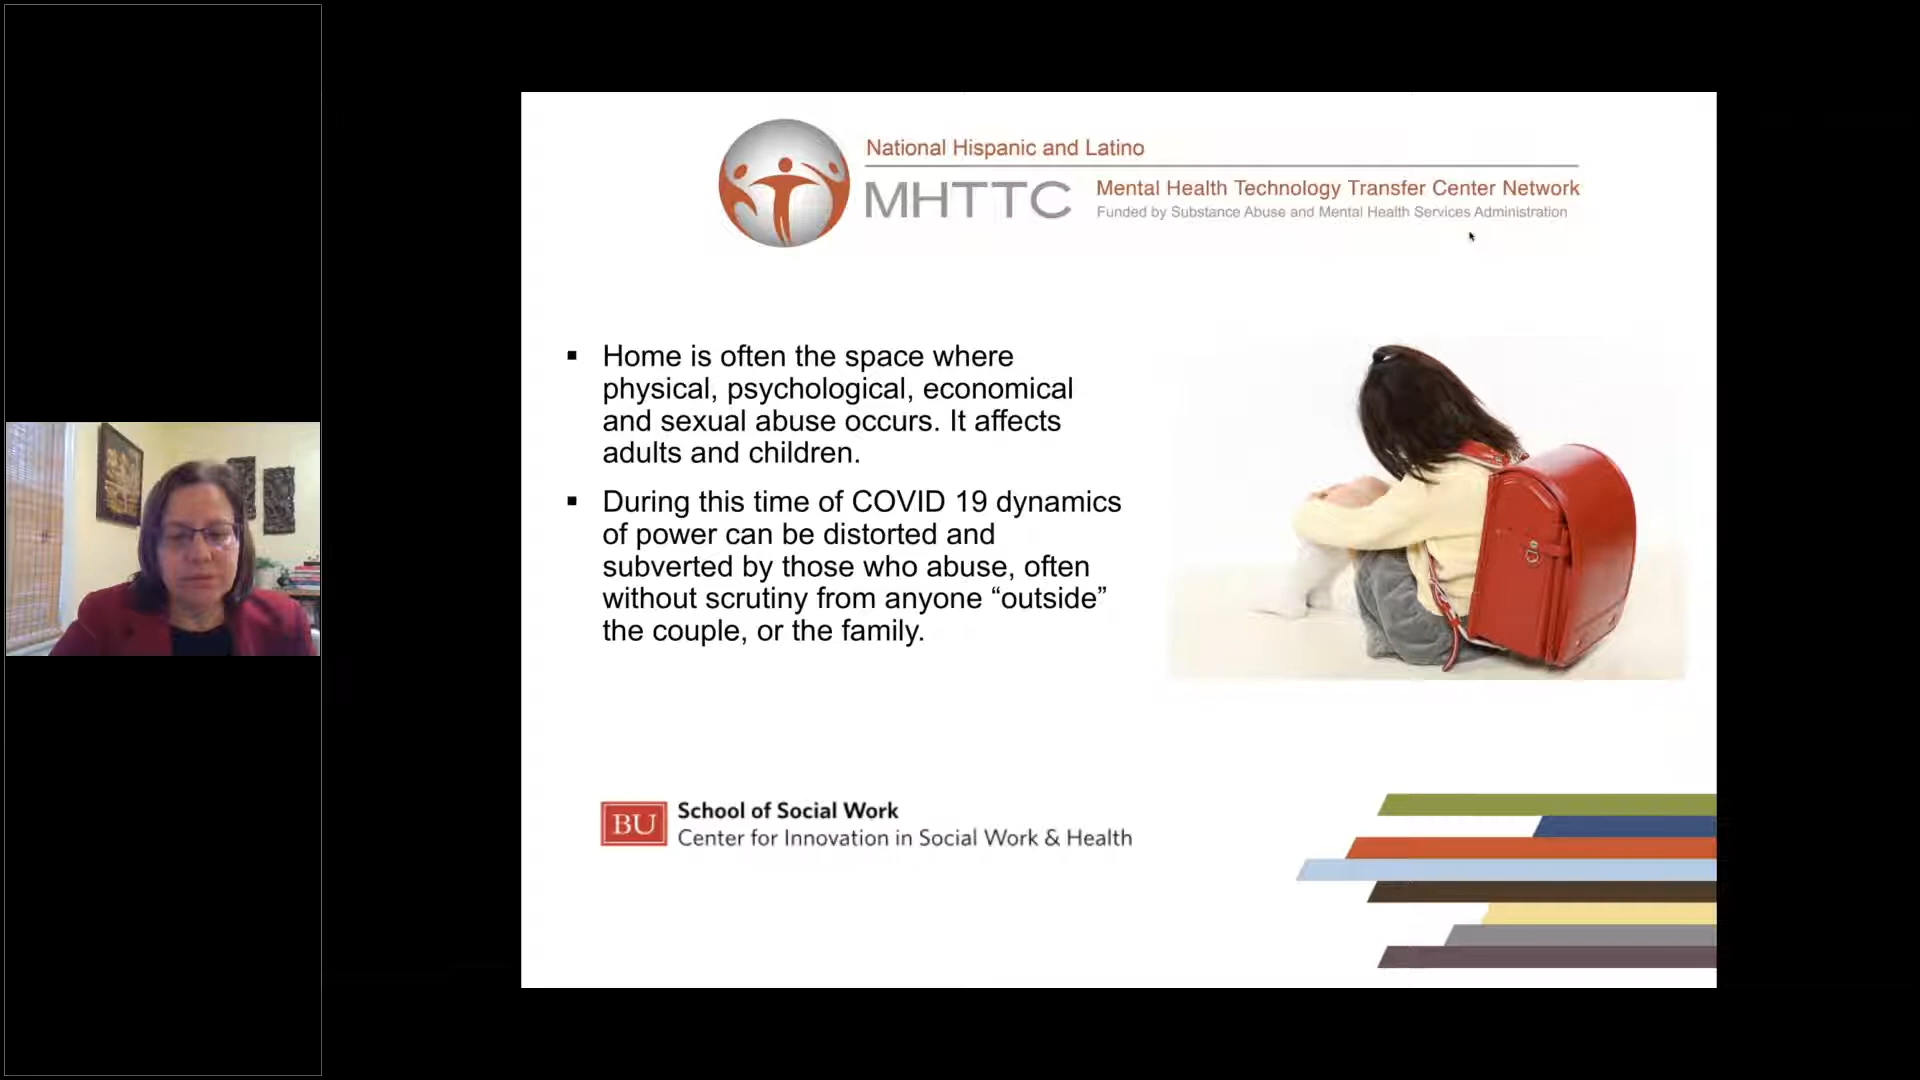 National Hispanic and Latino
MHTTC
Mental Health Technology Transfer Center Network
Funded by Substance Abuse and Mental Health Services Administration
▪ Home is often the space where
physical, psychological, economical
and sexual abuse occurs. It affects
adults and children.
▪ During this time of COVID 19 dynamics
of power can be distorted and
subverted by those who abuse, often
without scrutiny from anyone “outside”
the couple, or the family.
BU
School of Social Work
Center for Innovation in Social Work & Health